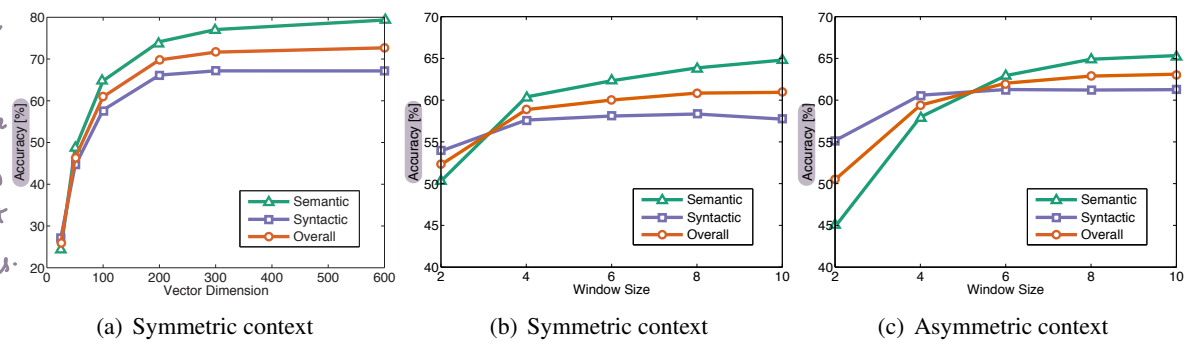 80
70
60
50
40
30
20
0 100 200 300 400 500 600
Accuracy [%]
Vector Dimension
Semantic
Syntactic
Overall
(a) Symmetric context
70
65
60
55
50
45
40
2 4 6 8 10
Accuracy [%]
Window Size
Semantic
Syntactic
Overall
(b) Symmetric context
70
65
60
55
50
45
40
2 4 6 8 10
Accuracy [%]
Window Size
Semantic
Syntactic
Overall
(c) Asymmetric context